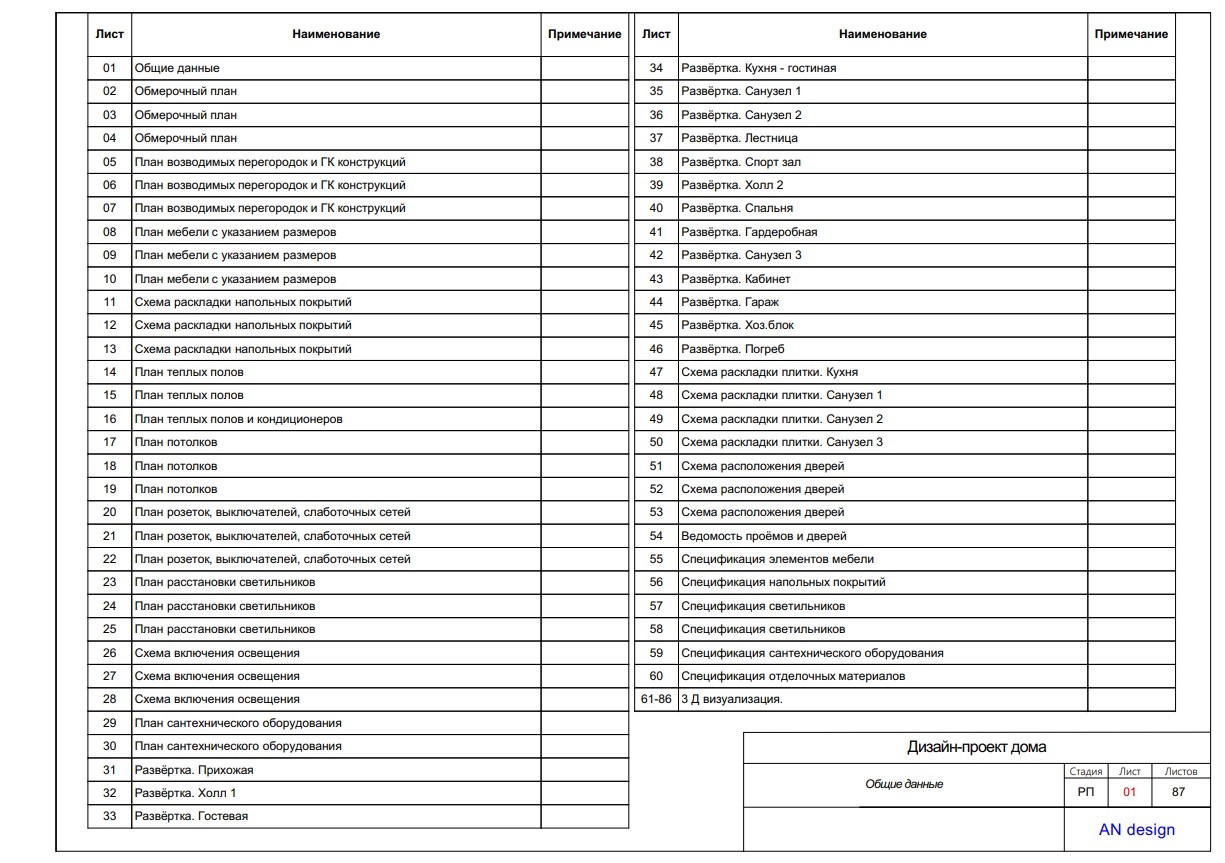 Лист Наименование Примечание
01 Общие данные
02 Обмерочный план
03 Обмерочный план
04 Обмерочный план
05 План возводимых перегородок и ГК конструкций
06 План возводимых перегородок и ГК конструкций
07 План возводимых перегородок и ГК конструкций
08 План мебели с указанием размеров
09 План мебели с указанием размеров
10 План мебели с указанием размеров
11 Схема раскладки напольных покрытий
12 Схема раскладки напольных покрытий
13 Схема раскладки напольных покрытий
14 План теплых полов
15 План теплых полов
16 План теплых полов и кондиционеров
17 План потолков
18 План потолков
19 План потолков
20 План розеток, выключателей, слаботочных сетей
21 План розеток, выключателей, слаботочных сетей
22 План розеток, выключателей, слаботочных сетей
23 План расстановки светильников
24 План расстановки светильников
25 План расстановки светильников
26 Схема включения освещения
27 Схема включения освещения
28 Схема включения освещения
29 План сантехнического оборудования
30 План сантехнического оборудования
31 Развёртка. Прихожая
32 Развёртка. Холл 1
33 Развёртка. Гостевая
Лист Наименование Примечание
34 Развёртка. Кухня - гостиная
35 Развёртка. Санузел 1
36 Развёртка. Санузел 2
37 Развёртка. Лестница
38 Развёртка. Спорт зал
39 Развёртка. Холл 2
40 Развёртка. Спальня
41 Развёртка. Гардеробная
42 Развёртка. Санузел 3
43 Развёртка. Кабинет
44 Развёртка. Гараж
45 Развёртка. Хоз.блок
46 Развёртка. Погреб
47 Схема раскладки плитки. Кухня
48 Схема раскладки плитки. Санузел 1
49 Схема раскладки плитки. Санузел 2
50 Схема раскладки плитки. Санузел 3
51 Схема расположения дверей
52 Схема расположения дверей
53 Схема расположения дверей
54 Ведомость проёмов и дверей
55 Спецификация элементов мебели
56 Спецификация напольных покрытий
57 Спецификация светильников
58 Спецификация светильников
59 Спецификация сантехнического оборудования
60 Спецификация отделочных материалов
61-86 3 Д визуализация.
Дизайн-проект дома
Общие данные
Стадия Лист Листов
РП 01 87
AN design